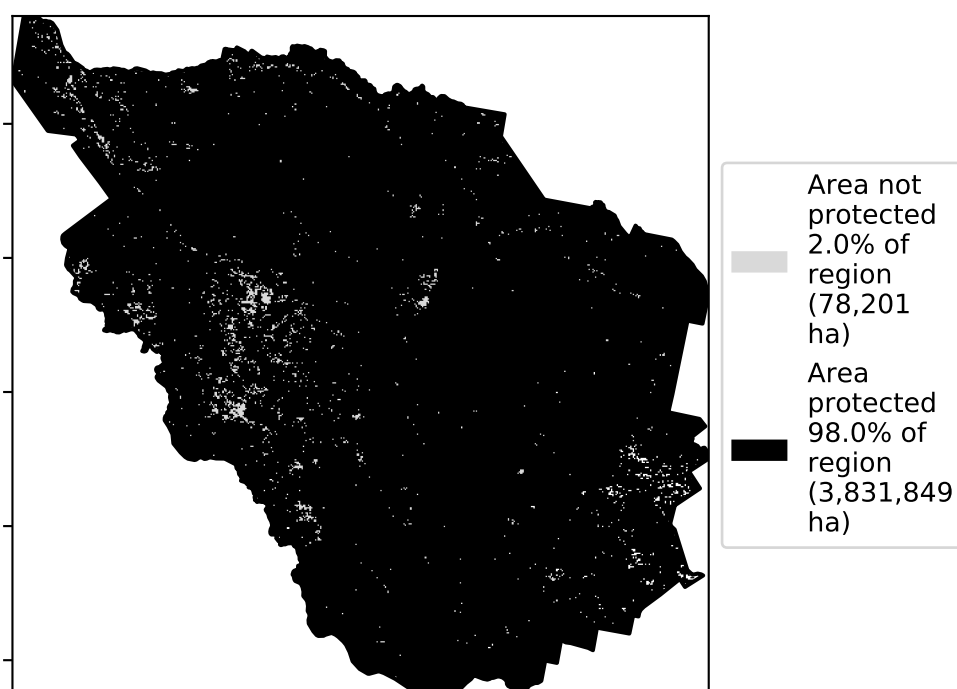 Area not
protected
2.0% of
region
(78,201
ha)
Area
protected
98.0% of
region
(3,831,849
ha)